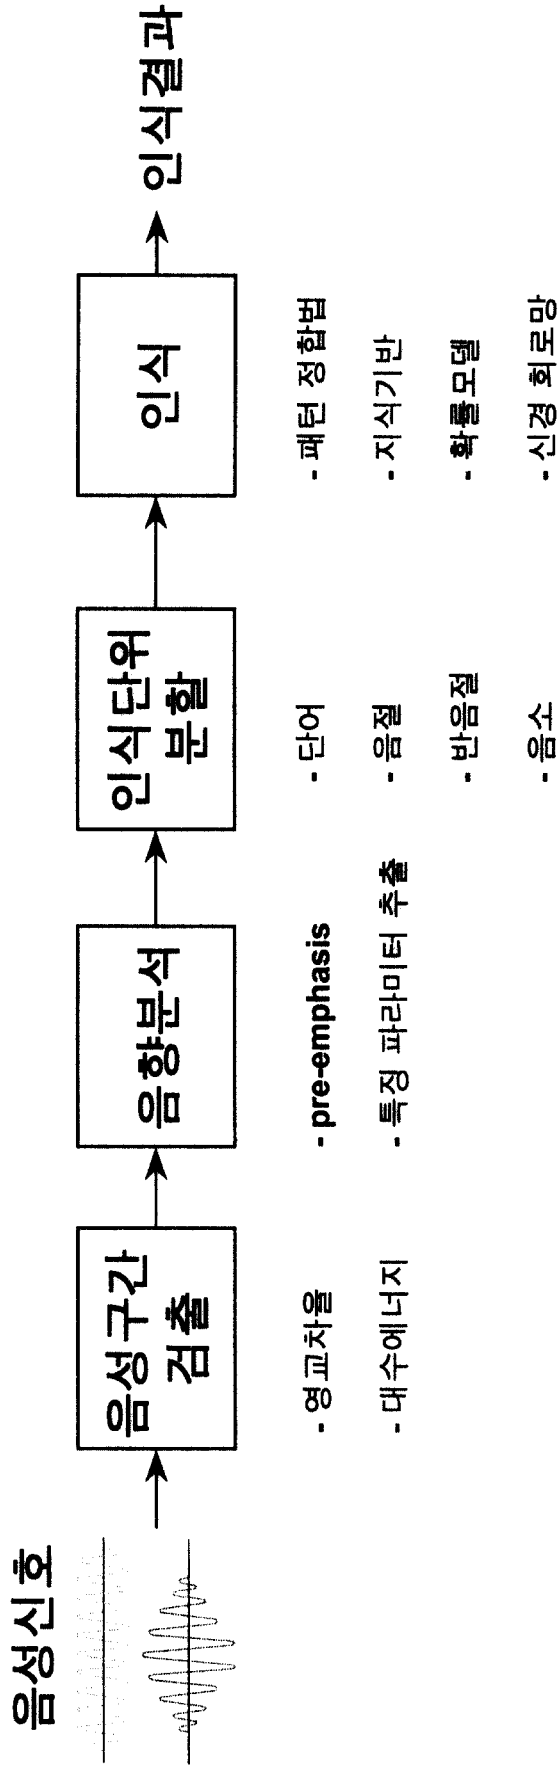 음성신호
음성구간
검출
- 영교차율
- 대수에너지
음향분석
- pre-emphasis
- 특징 파라미터 추출
인식단위
분할
- 단어
- 음절
- 반음절
- 음소
인식
- 패턴 정합법
- 지식기반
- 확률모델
- 신경 회로망
인식결과